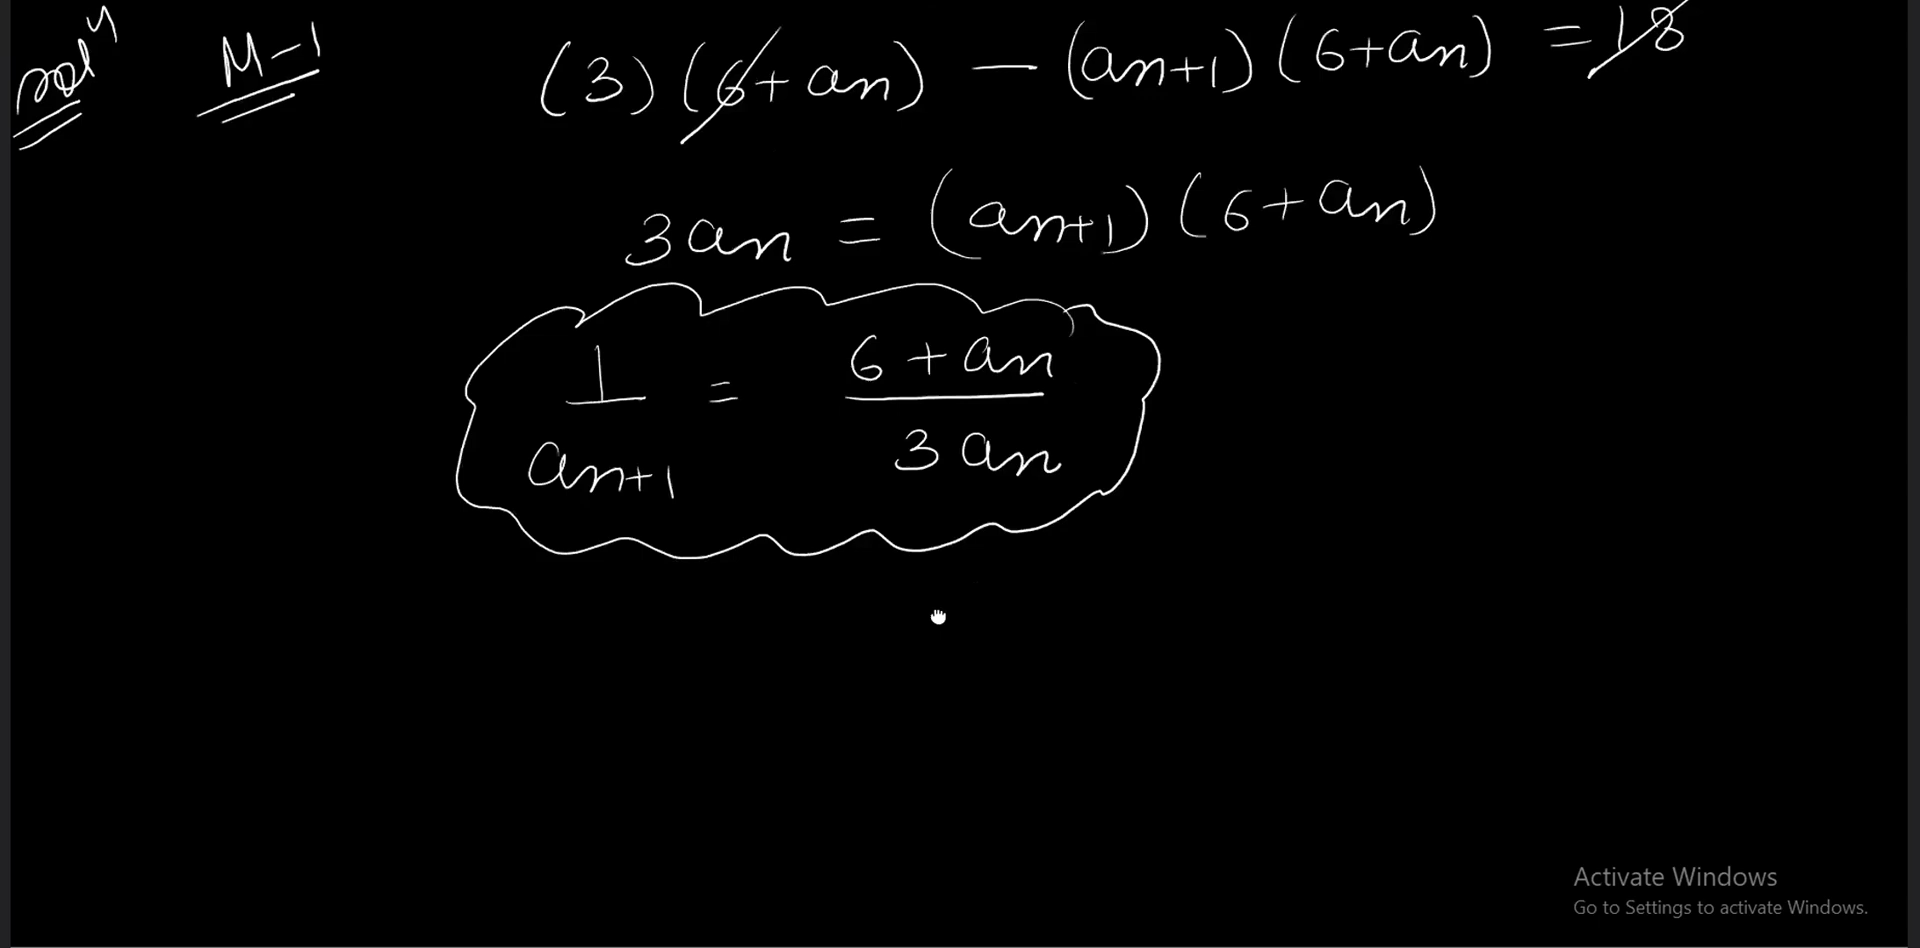 solⁿ M-1 (3)(6+an) - (an+1)(6+an) = 18
3an = (an+1)(6+an)
1/an+1 = 6+an/3an
Activate Windows
Go to Settings to activate Windows.